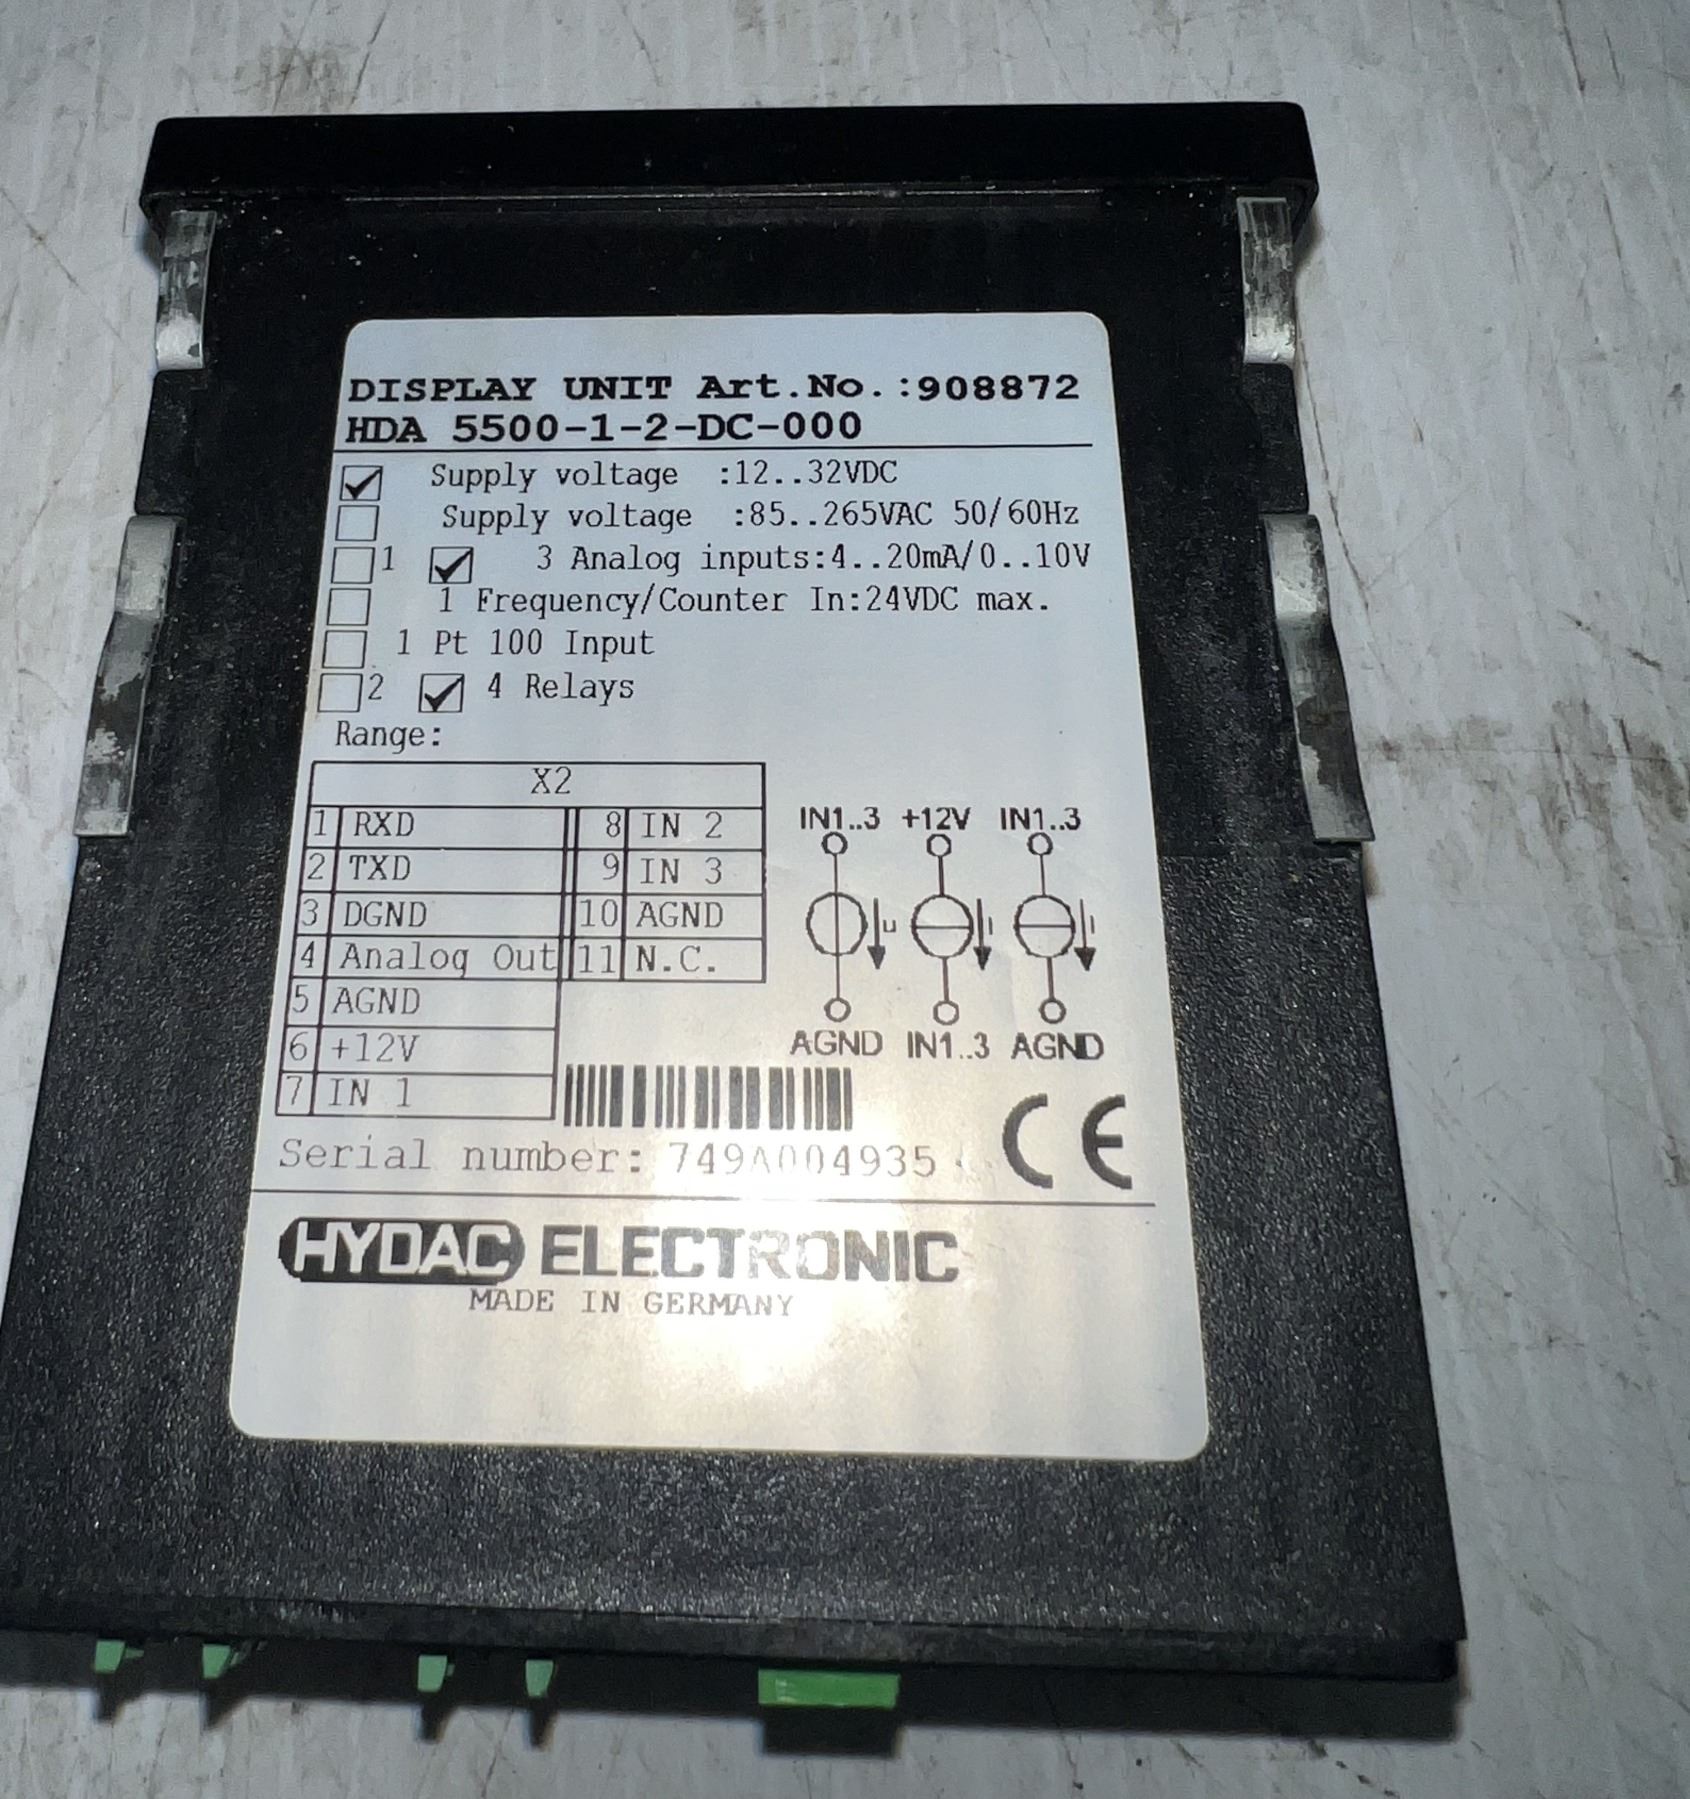 DISPLAY UNIT Art.No.:908872
HDA 5500-1-2-DC-000
Supply voltage :12..32VDC
Supply voltage :85..265VAC 50/60Hz
1 3 Analog inputs:4..20mA/0..10V
1 Frequency/Counter In:24VDC max.
1 Pt 100 Input
2 4 Relays
Range:
X2
1 RXD 8 IN 2
2 TXD 9 IN 3
3 DGND 10 AGND
4 Analog Out 11 N.C.
5 AGND
6 +12V
7 IN 1
IN1..3 +12V IN1..3
U I I
AGND IN1..3 AGND
Serial number: 749A004935
CE
HYDAC ELECTRONIC
MADE IN GERMANY